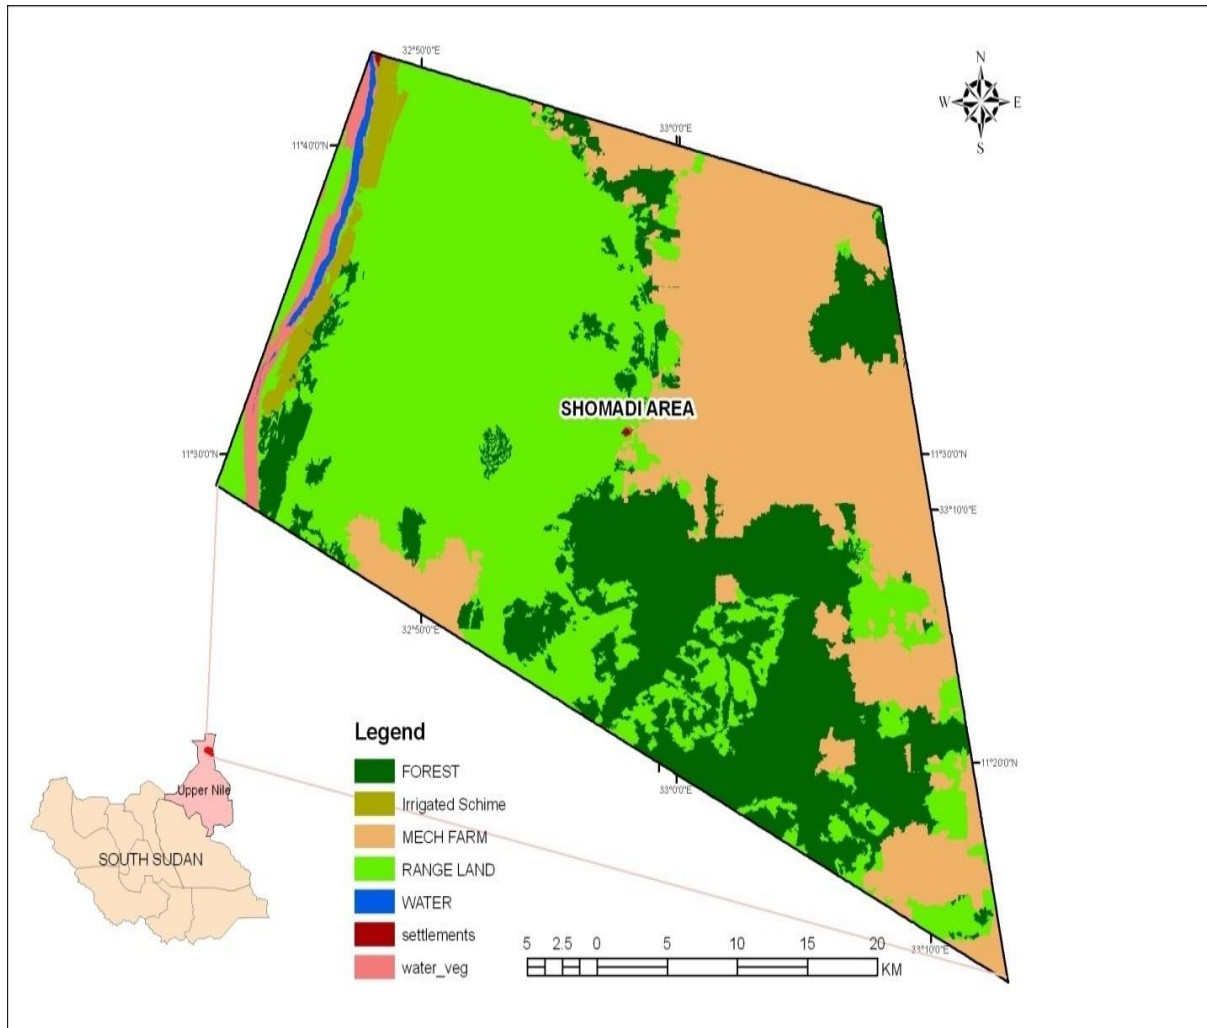 32°50'0"E
N
W
E
S
33°0'0"E
11°40'0"N
SHOMADI AREA
11°30'0"N
11°30'0"N
33°10'0"E
32°50'0"E
Legend
FOREST
Irrigated Schime
MECH FARM
RANGE LAND
WATER
settlements
water_veg
Upper Nile
SOUTH SUDAN
11°20'0"N
33°0'0"E
33°10'0"E
5 2.5 0 5 10 15 20
KM